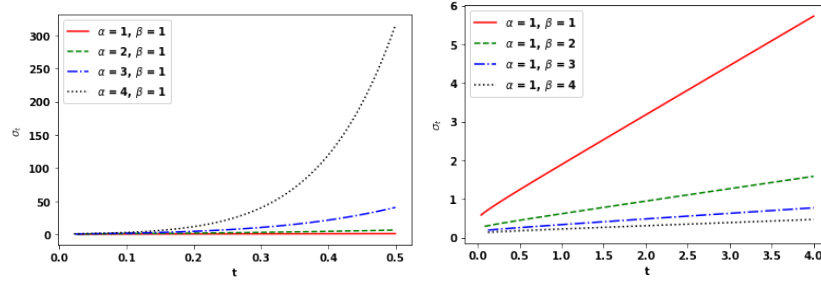 α = 1, β = 1
α = 2, β = 1
α = 3, β = 1
α = 4, β = 1
300
250
200
150
100
50
0
σt
0.0 0.1 0.2 0.3 0.4 0.5
t
α = 1, β = 1
α = 1, β = 2
α = 1, β = 3
α = 1, β = 4
6
5
4
3
2
1
0
σt
0.0 0.5 1.0 1.5 2.0 2.5 3.0 3.5 4.0
t